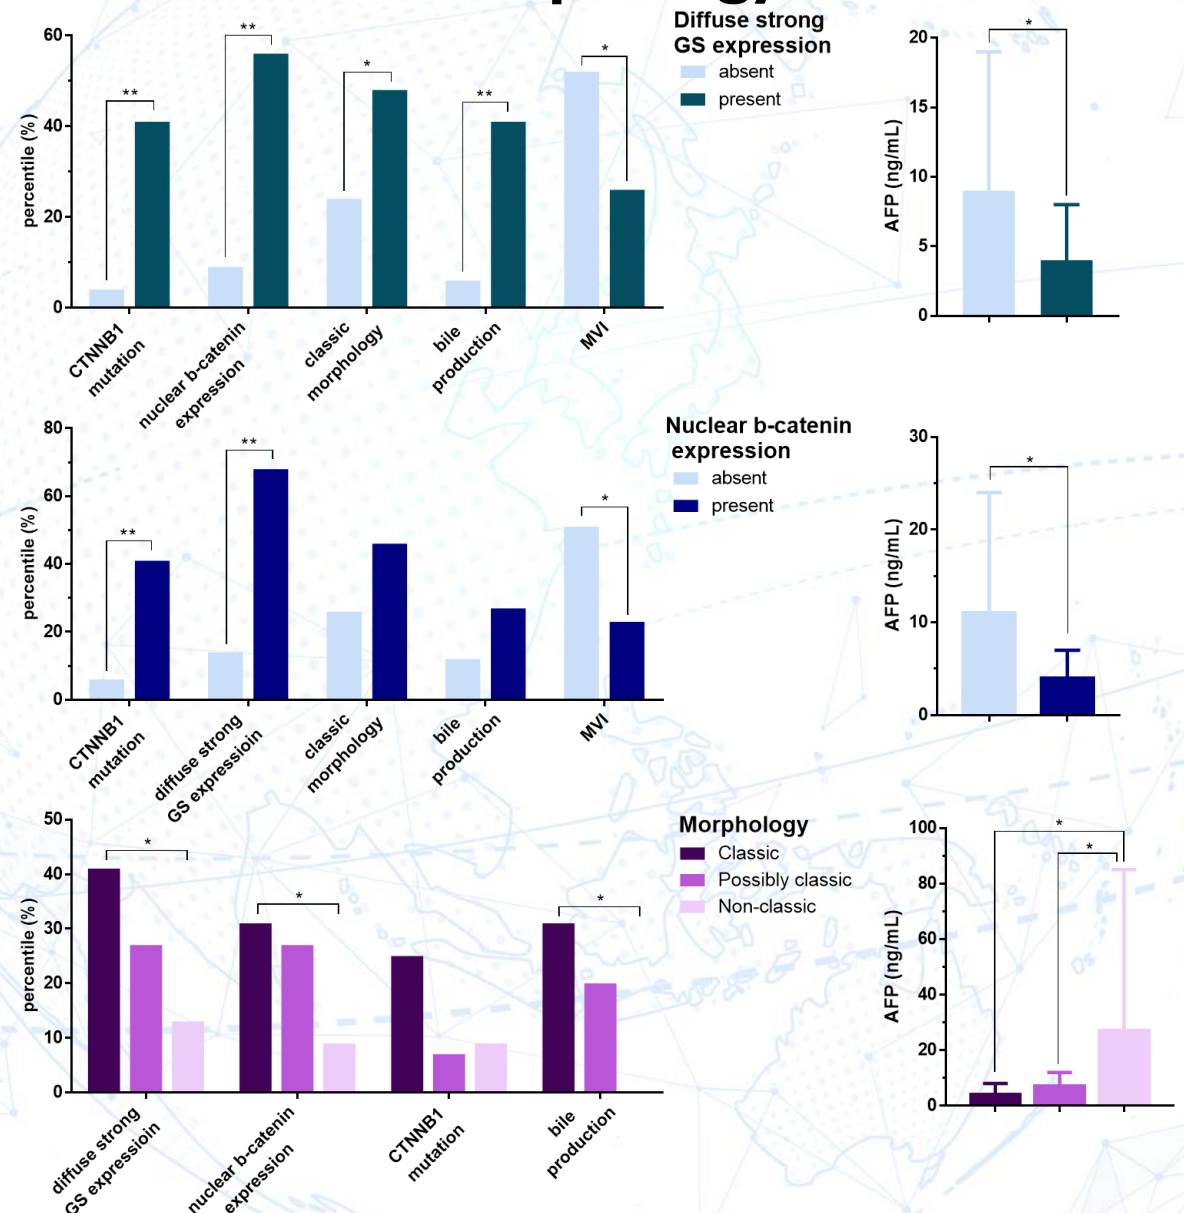 Diffuse strong
GS expression
absent
present
percentile (%)
60
40
20
0
**
**
*
**
*
CTNNB1
mutation
nuclear b-catenin
expression
classic
morphology
bile
production
MVI
AFP (ng/mL)
20
15
10
5
0
*
Nuclear b-catenin
expression
absent
present
percentile (%)
80
60
40
20
0
**
**
*
CTNNB1
mutation
diffuse strong
GS expressioin
classic
morphology
bile
production
MVI
AFP (ng/mL)
30
20
10
0
*
Morphology
Classic
Possibly classic
Non-classic
percentile (%)
50
40
30
20
10
0
*
*
*
diffuse strong
GS expressioin
nuclear b-catenin
expression
CTNNB1
mutation
bile
production
AFP (ng/mL)
100
80
60
40
20
0
*
*